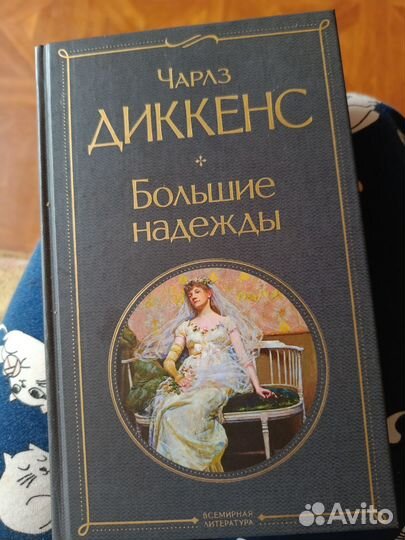 Чарлз
Диккенс
Большие
надежды
Всемирная
литература
Avito